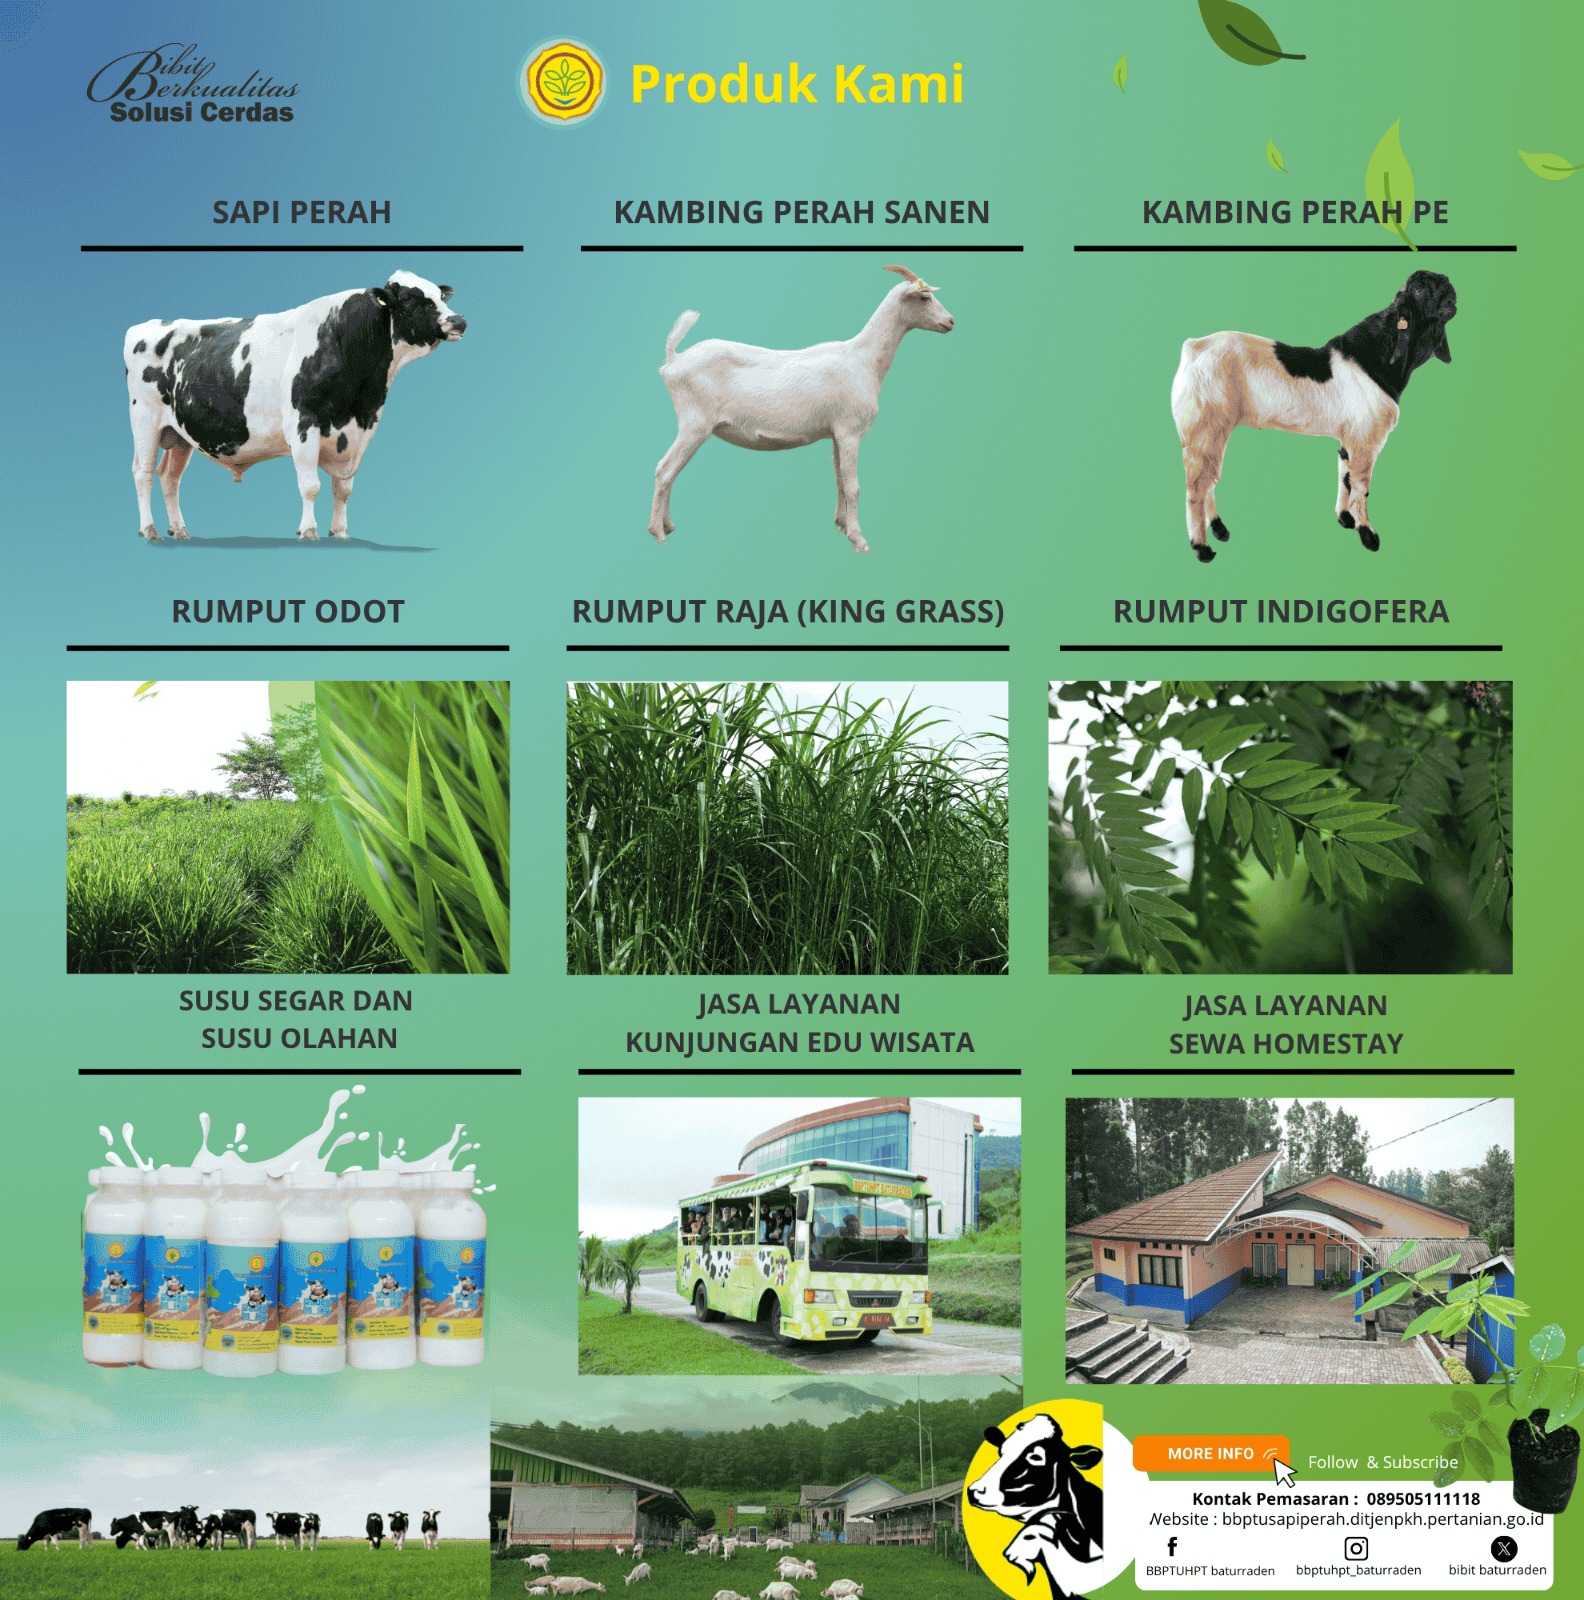 Bibit
Berkualitas
Solusi Cerdas
Produk Kami
SAPI PERAH
KAMBING PERAH SANEN
KAMBING PERAH PE
RUMPUT ODOT
RUMPUT RAJA (KING GRASS)
RUMPUT INDIGOFERA
SUSU SEGAR DAN
SUSU OLAHAN
JASA LAYANAN
KUNJUNGAN EDU WISATA
JASA LAYANAN
SEWA HOMESTAY
BBPTUHPT BATURRADEN
MORE INFO
Follow & Subscribe
Kontak Pemasaran : 089505111118
Website : bbptusapiperah.ditjenpkh.pertanian.go.id
BBPTUHPT baturraden
bbptuhpt_baturraden
bibit baturraden